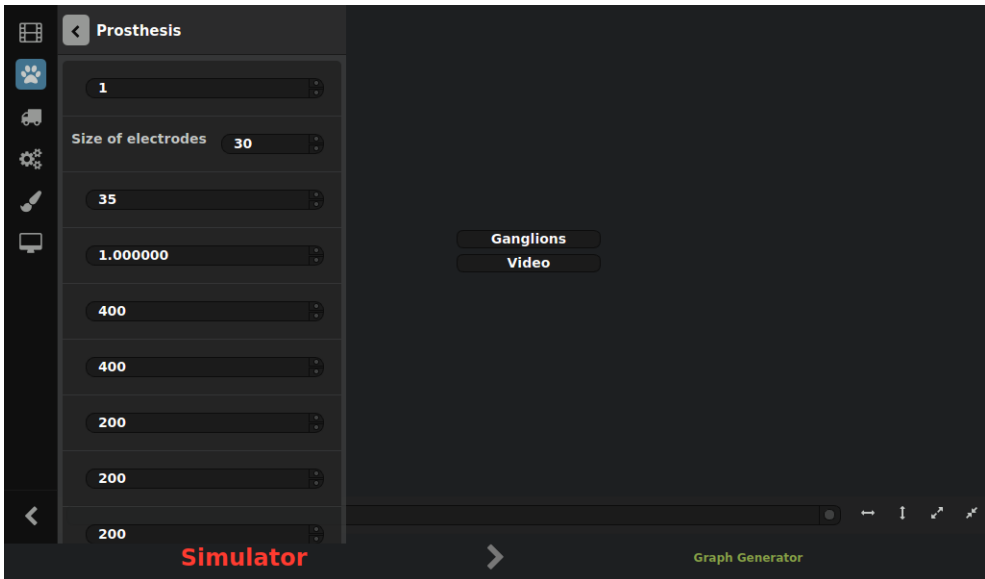 Prosthesis
1
Size of electrodes 30
35
1.000000
400
400
200
200
200
Ganglions
Video
Simulator
Graph Generator